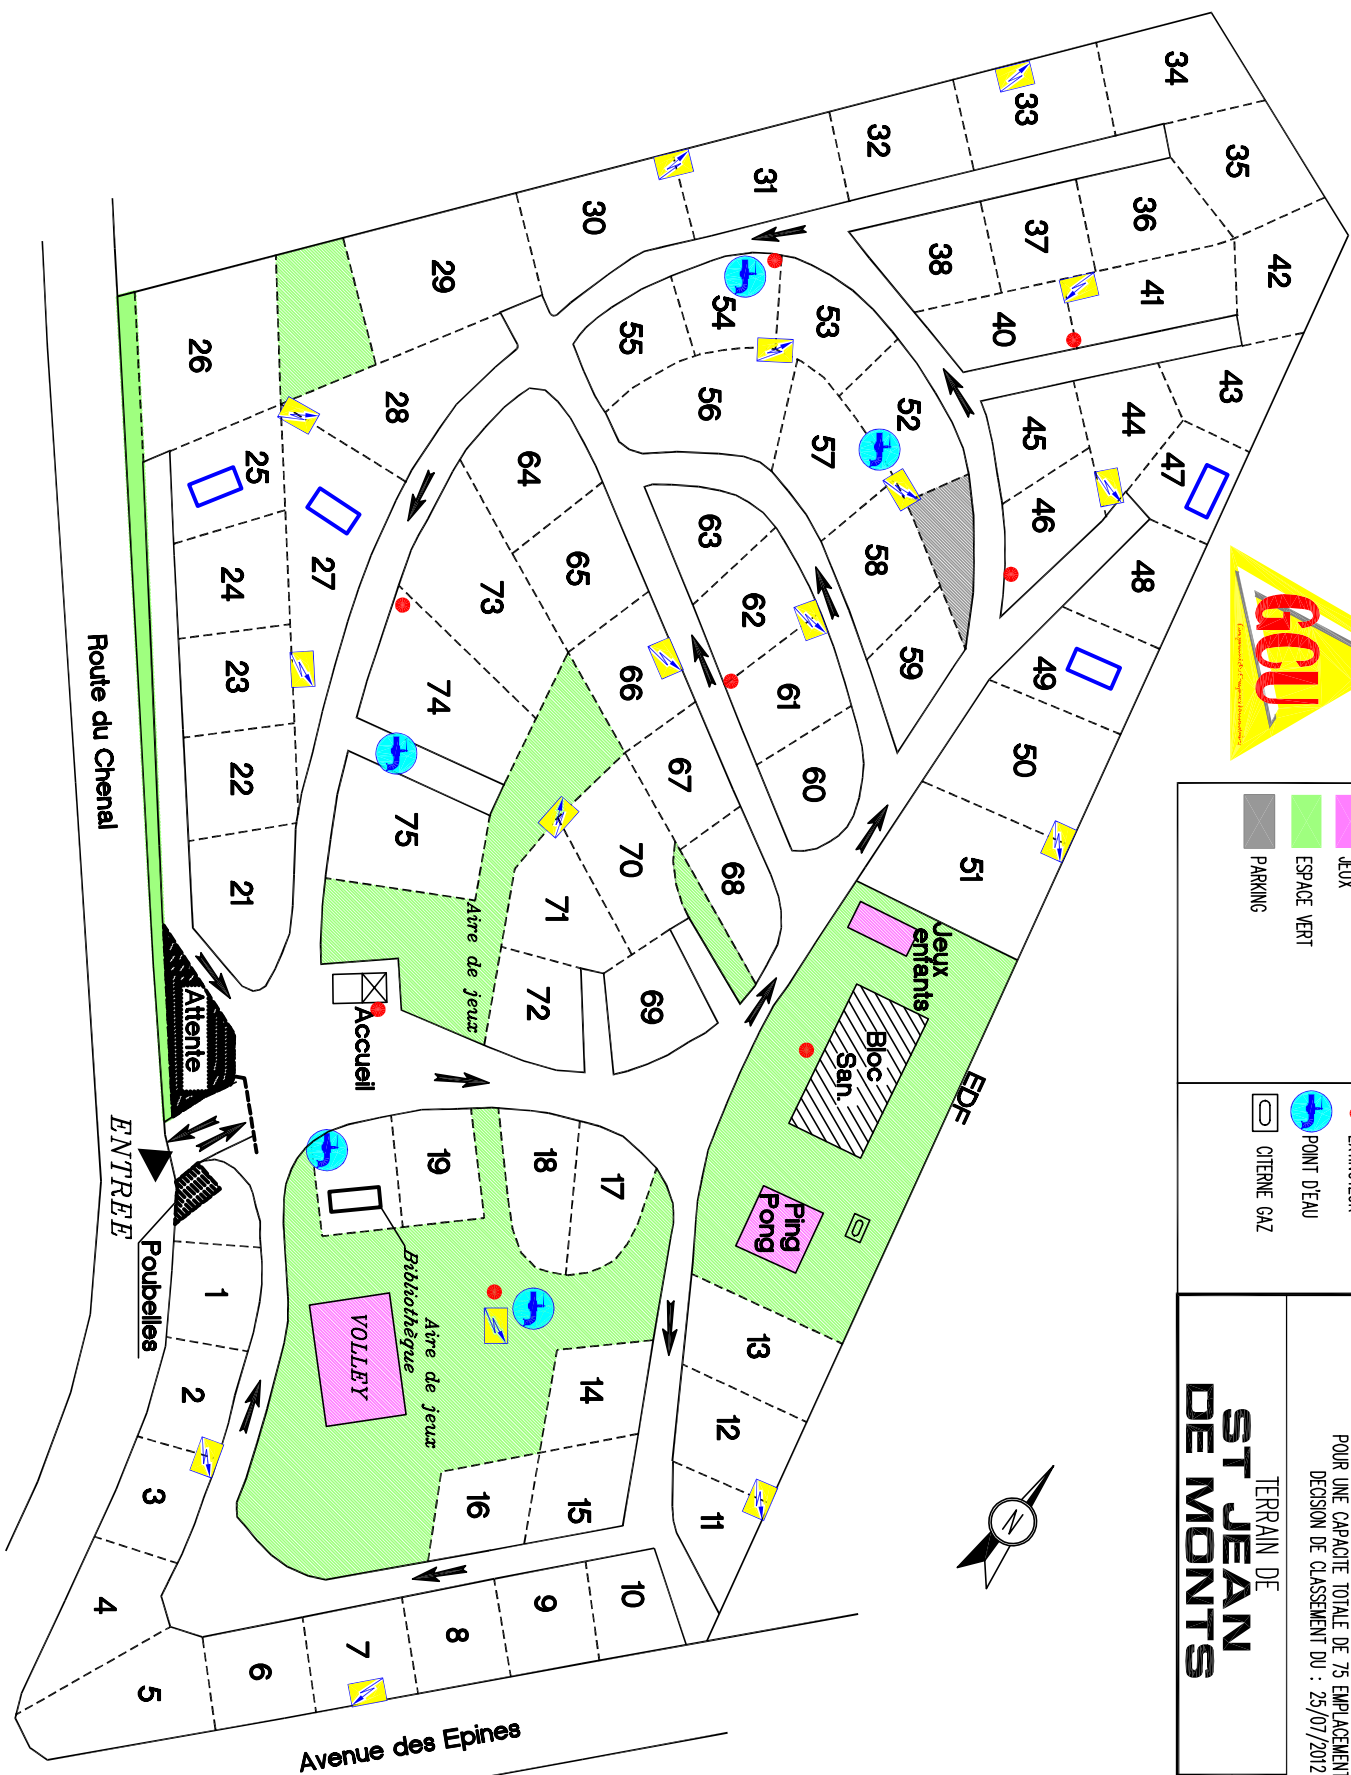 POUR UNE CAPACITE TOTALE DE 75 EMPLACEMENT
DECISION DE CLASSEMENT DU : 25/07/2012
TERRAIN DE
ST JEAN
DE MONTS
GCU
JEUX
ESPACE VERT
PARKING
POINT D'EAU
CITERNE GAZ
34
33
32
31
30
29
35
36
37
38
42
41
40
43
44
45
46
47
48
49
50
51
52
53
54
55
56
57
58
59
60
61
62
63
64
65
66
67
68
69
70
71
72
73
74
75
28
27
26
25
24
23
22
21
Route du Chenal
Attente
Accueil
Aire de jeux
Jeux
enfants
Bloc
San.
EDF
Ping
Pong
ENTREE
Poubelles
19
18
17
Bibliothèque
Aire de jeux
VOLLEY
14
15
16
13
12
11
10
9
8
7
6
5
4
3
2
1
N
Avenue des Epines